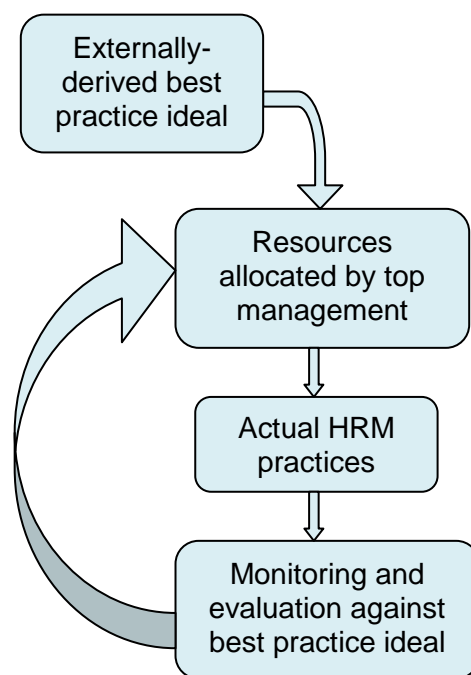 Externally-
derived best
practice ideal
Resources
allocated by top
management
Actual HRM
practices
Monitoring and
evaluation against
best practice ideal